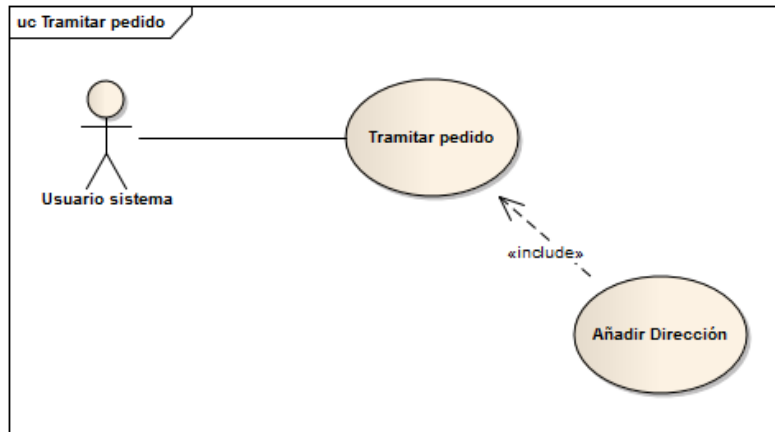 uc Tramitar pedido
Tramitar pedido
Usuario sistema
«include»
Añadir Dirección